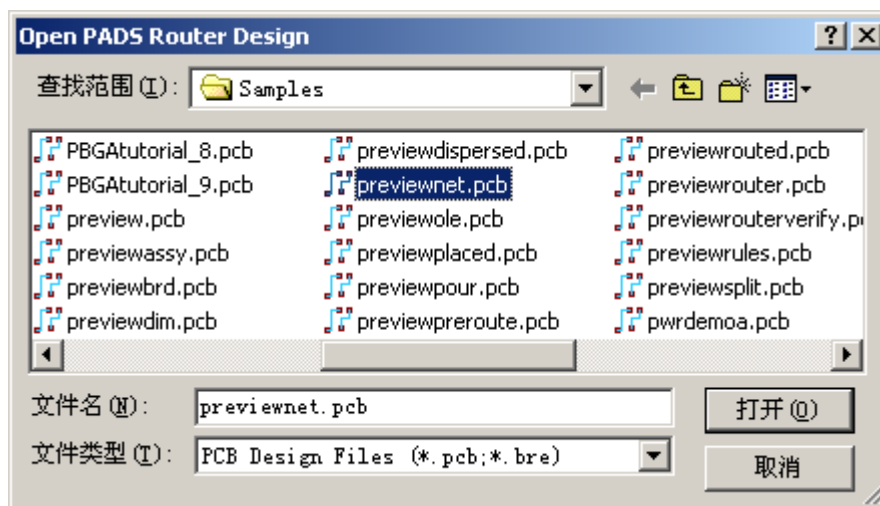 Open PADS Router Design
查找范围(I): Samples
PBGAtutorial_8.pcb previewdispersed.pcb previewrouted.pcb
PBGAtutorial_9.pcb previewnet.pcb previewrouter.pcb
preview.pcb previewole.pcb previewrouterverify.p
previewassy.pcb previewplaced.pcb previewrules.pcb
previewbrd.pcb previewpour.pcb previewsplit.pcb
previewdim.pcb previewpreroute.pcb pwrdemoa.pcb
文件名(N): previewnet.pcb 打开(O)
文件类型(T): PCB Design Files (*.pcb;*.bre) 取消